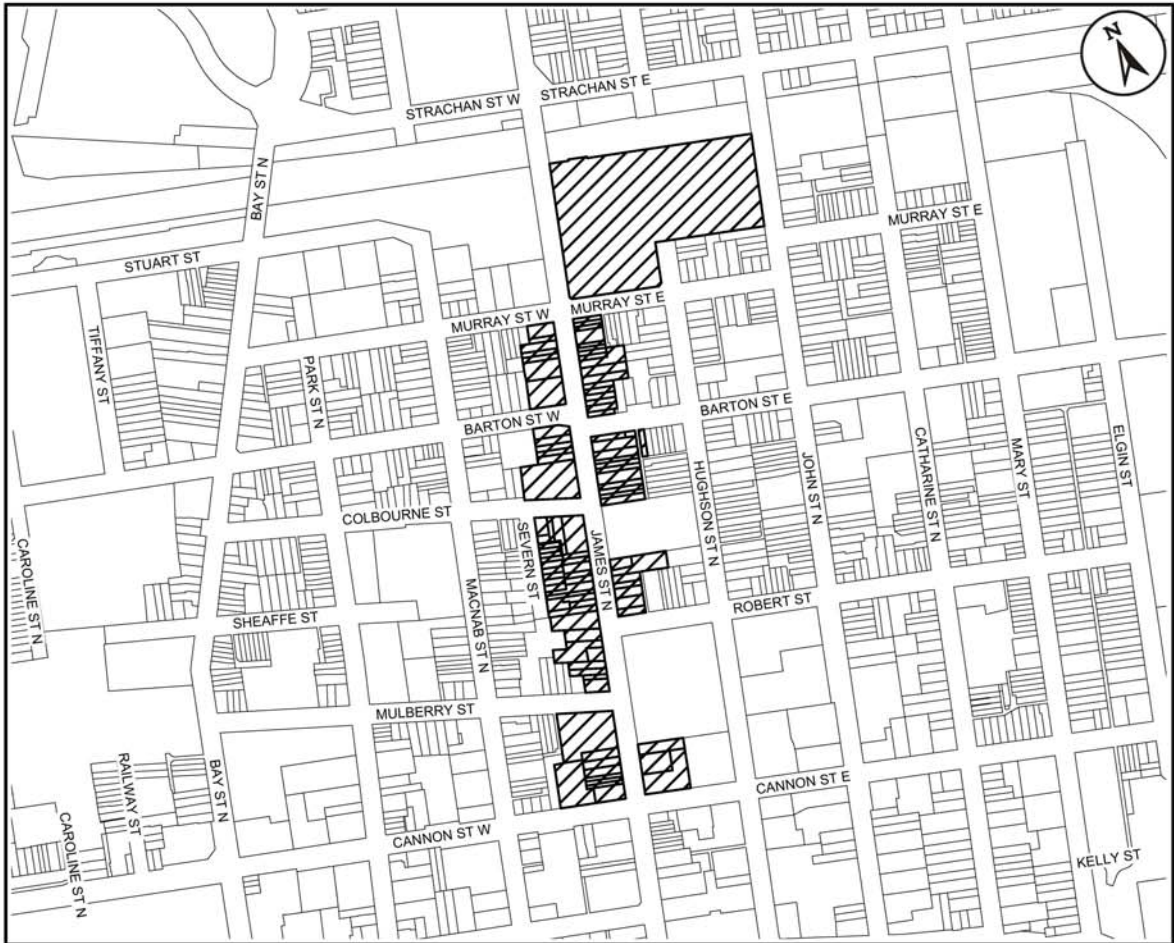 N
STRACHAN ST E
STRACHAN ST W
BAY ST N
MURRAY ST E
STUART ST
MURRAY ST E
MURRAY ST W
TIFFANY ST
PARK ST N
BARTON ST E
BARTON ST W
ELGIN ST
MARY ST
CATHARINE ST N
JOHN ST N
HUGHSON ST N
COLBOURNE ST
SEVERN ST
JAMES ST N
CAROLINE ST N
MACNAB ST N
ROBERT ST
SHEAFFE ST
MULBERRY ST
RAILWAY ST
BAY ST N
CANNON ST E
CANNON ST W
CAROLINE ST N
KELLY ST